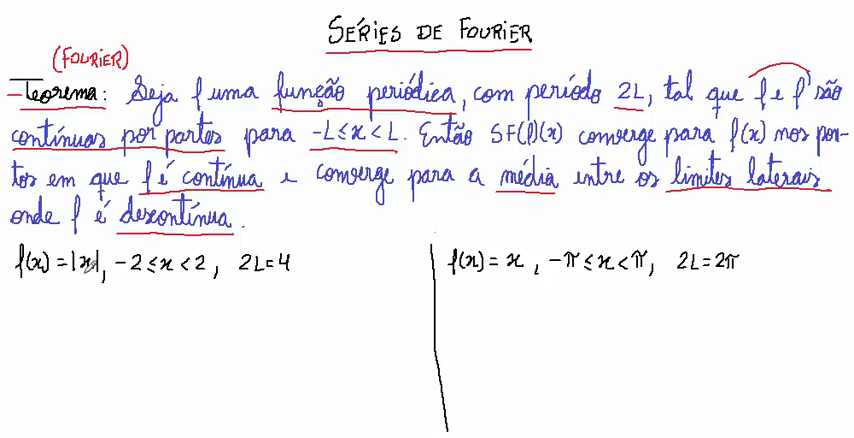 SÉRIES DE FOURIER
(FOURIER)
- Teorema: Seja f uma função periódica, com período 2L, tal que f e f' são
contínuas por partes para -L ≤ x < L. Então SF(f)(x) converge para f(x) nos pon-
tos em que f é contínua e converge para a média entre os limites laterais
onde f é descontínua.
f(x) = |x|, -2 ≤ x < 2, 2L = 4
f(x) = x, -π ≤ x < π, 2L = 2π